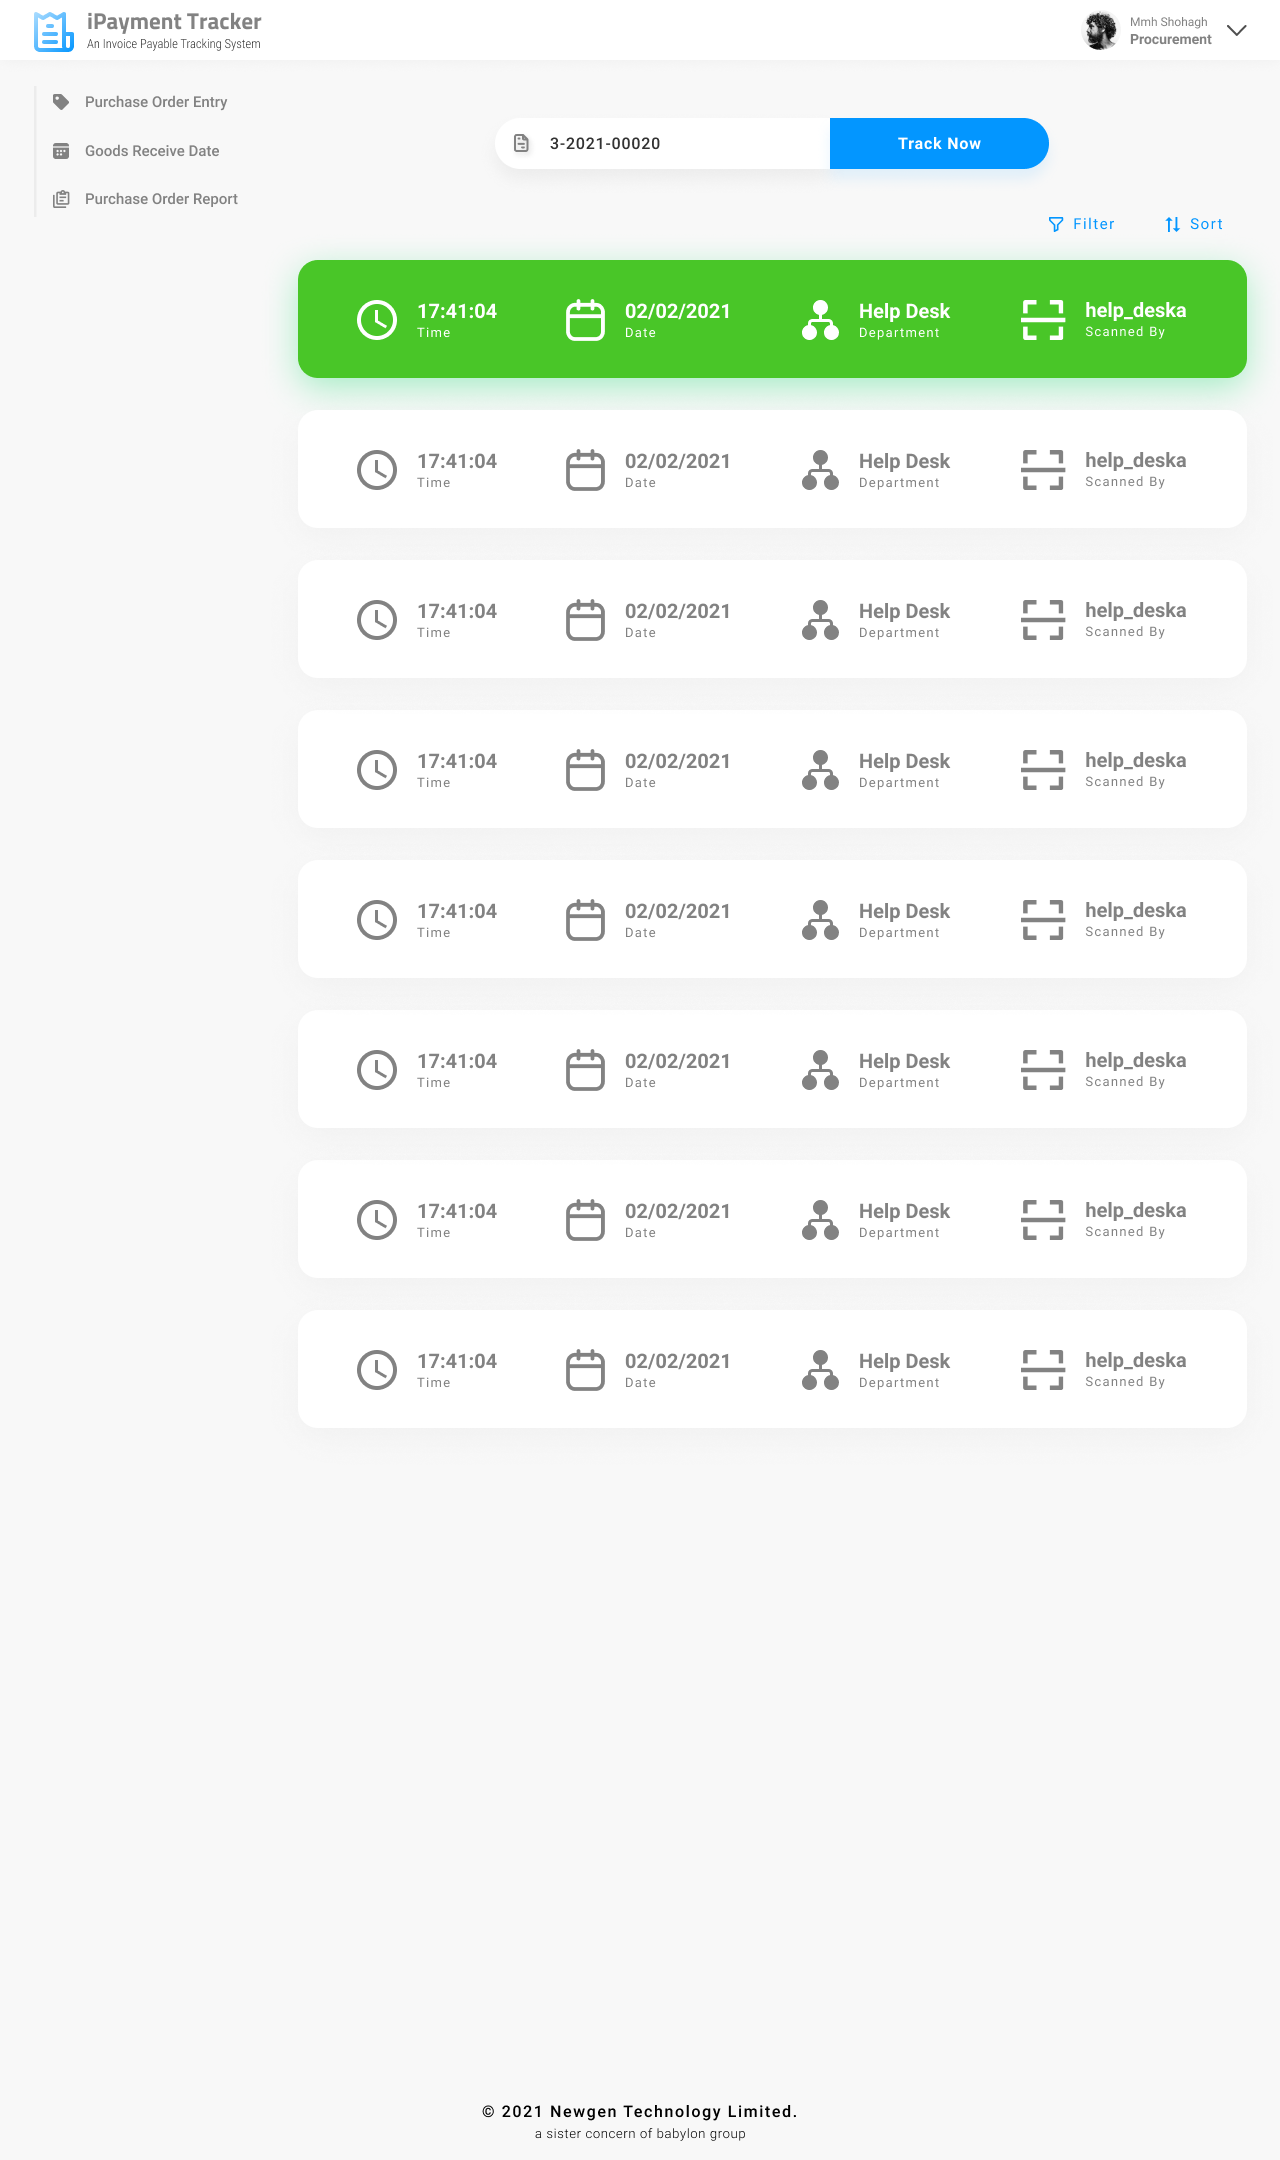 iPayment Tracker
An Invoice Payable Tracking System
Mmh Shohagh
Procurement
Purchase Order Entry
Goods Receive Date
Purchase Order Report
3-2021-00020
Track Now
Filter
Sort
17:41:04 02/02/2021 Help Desk help_deska
Time Date Department Scanned By
17:41:04 02/02/2021 Help Desk help_deska
Time Date Department Scanned By
17:41:04 02/02/2021 Help Desk help_deska
Time Date Department Scanned By
17:41:04 02/02/2021 Help Desk help_deska
Time Date Department Scanned By
17:41:04 02/02/2021 Help Desk help_deska
Time Date Department Scanned By
17:41:04 02/02/2021 Help Desk help_deska
Time Date Department Scanned By
17:41:04 02/02/2021 Help Desk help_deska
Time Date Department Scanned By
17:41:04 02/02/2021 Help Desk help_deska
Time Date Department Scanned By
© 2021 Newgen Technology Limited.
a sister concern of babylon group